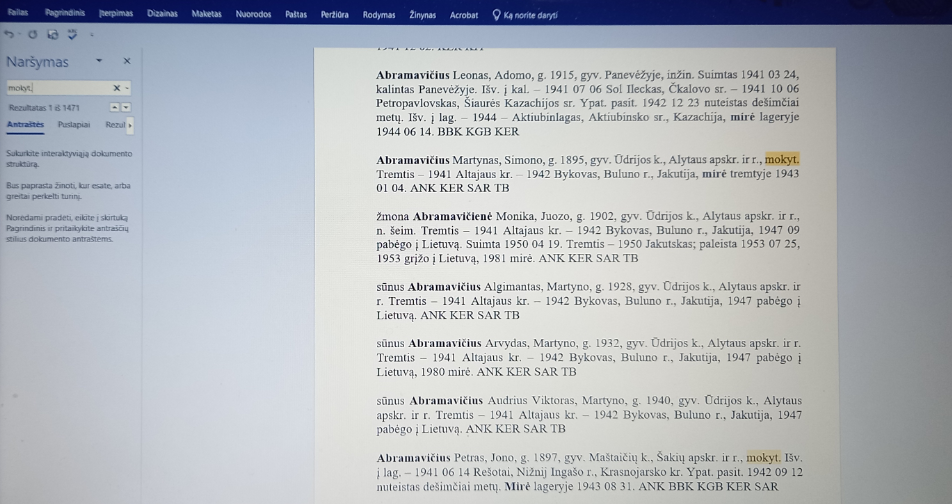 Failas Pagrindinis Įterpimas Dizainas Maketas Nuorodos Paštas Peržiūra Rodymas Žinynas Acrobat Ką norite daryti
Naršymas
mokyt.
Rezultatas 1 iš 1471
Antraštės Puslapiai Rezul
Sukurkite interaktyviąją dokumento
struktūrą.
Bus paprasta žinoti, kur esate, arba
greitai perkelti turinį.
Norėdami pradėti, eikite į skirtuką
Pagrindinis ir pritaikykite antraščių
stilius dokumento antraštėms.
Abramavičius Leonas, Adomo, g. 1915, gyv. Panevėžyje, inžin. Suimtas 1941 03 24,
kalintas Panevėžyje. Išv. į kal. – 1941 07 06 Sol Ileckas, Čkalovo sr. – 1941 10 06
Petropavlovskas, Šiaurės Kazachijos sr. Ypat. pasit. 1942 12 23 nuteistas dešimčiai
metų. Išv. į lag. – 1944 – Aktiubinlagas, Aktiubinsko sr., Kazachija, mirė lageryje
1944 06 14. BBK KGB KER
Abramavičius Martynas, Simono, g. 1895, gyv. Ūdrijos k., Alytaus apskr. ir r., mokyt.
Tremtis – 1941 Altajaus kr. – 1942 Bykovas, Buluno r., Jakutija, mirė tremtyje 1943
01 04. ANK KER SAR TB
žmona Abramavičienė Monika, Juozo, g. 1902, gyv. Ūdrijos k., Alytaus apskr. ir r.,
n. šeim. Tremtis – 1941 Altajaus kr. – 1942 Bykovas, Buluno r., Jakutija, 1947 09
pabėgo į Lietuvą. Suimta 1950 04 19. Tremtis – 1950 Jakutskas; paleista 1953 07 25,
1953 grįžo į Lietuvą, 1981 mirė. ANK KER SAR TB
sūnus Abramavičius Algimantas, Martyno, g. 1928, gyv. Ūdrijos k., Alytaus apskr. ir
r. Tremtis – 1941 Altajaus kr. – 1942 Bykovas, Buluno r., Jakutija, 1947 pabėgo į
Lietuvą. ANK KER SAR TB
sūnus Abramavičius Arvydas, Martyno, g. 1932, gyv. Ūdrijos k., Alytaus apskr. ir r.
Tremtis – 1941 Altajaus kr. – 1942 Bykovas, Buluno r., Jakutija, 1947 pabėgo į
Lietuvą, 1980 mirė. ANK KER SAR TB
sūnus Abramavičius Audrius Viktoras, Martyno, g. 1940, gyv. Ūdrijos k., Alytaus
apskr. ir r. Tremtis – 1941 Altajaus kr. – 1942 Bykovas, Buluno r., Jakutija, 1947
pabėgo į Lietuvą. ANK KER SAR TB
Abramavičius Petras, Jono, g. 1897, gyv. Maštaičių k., Šakių apskr. ir r., mokyt. Išv.
į lag. – 1941 06 14 Rešotai, Nižnij Ingašo r., Krasnojarsko kr. Ypat. pasit. 1942 09 12
nuteistas dešimčiai metų. Mirė lageryje 1943 08 31. ANK BBK KGB KER SAR